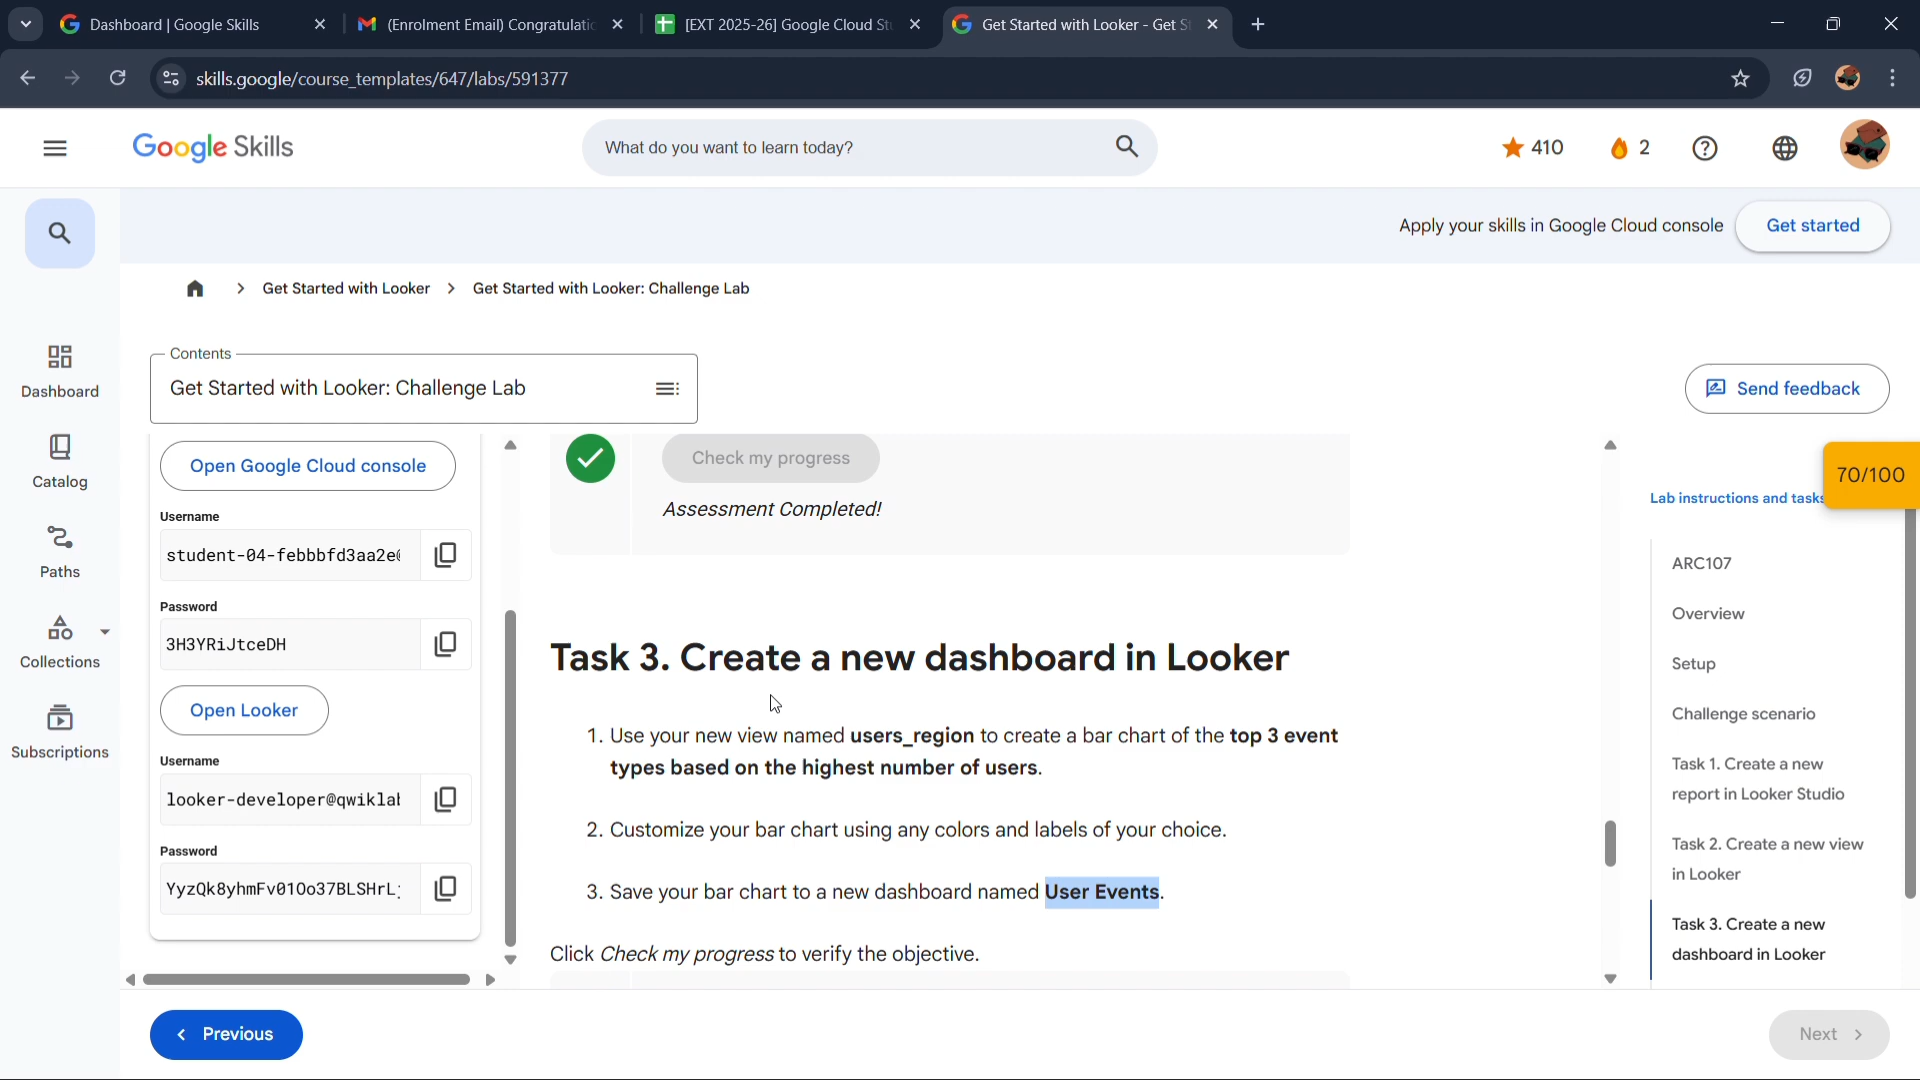 Dashboard | Google Skills
(Enrolment Email) Congratulatic
[EXT 2025-26] Google Cloud Stu
Get Started with Looker - Get S
skills.google/course_templates/647/labs/591377
Google Skills
What do you want to learn today?
410
2
Apply your skills in Google Cloud console
Get started
Get Started with Looker
Get Started with Looker: Challenge Lab
Contents
Get Started with Looker: Challenge Lab
Send feedback
Dashboard
Catalog
Paths
Collections
Subscriptions
Open Google Cloud console
Username
student-04-febbbfd3aa2e@
Password
3H3YRiJtceDH
Open Looker
Username
looker-developer@qwiklab
Password
YyzQk8yhmFv01Oo37BLSHrLj
Check my progress
Assessment Completed!
Task 3. Create a new dashboard in Looker
1. Use your new view named users_region to create a bar chart of the top 3 event
types based on the highest number of users.
2. Customize your bar chart using any colors and labels of your choice.
3. Save your bar chart to a new dashboard named User Events.
Click Check my progress to verify the objective.
70/100
Lab instructions and tasks
ARC107
Overview
Setup
Challenge scenario
Task 1. Create a new
report in Looker Studio
Task 2. Create a new view
in Looker
Task 3. Create a new
dashboard in Looker
Previous
Next